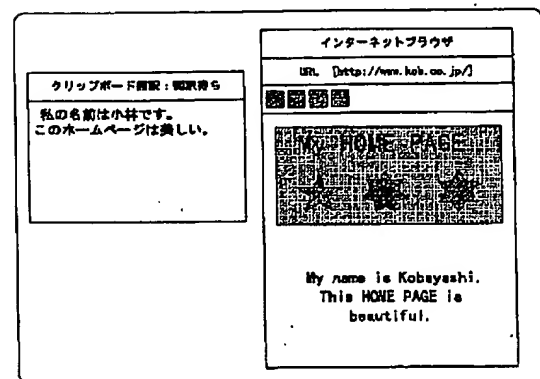 クリップボード翻訳：翻訳待ち
私の名前は小林です。
このホームページは美しい。
インターネットブラウザ
URL [http://www.kob.co.jp/]
My HOME PAGE
My name is Kobayashi.
This HOME PAGE is
beautiful.